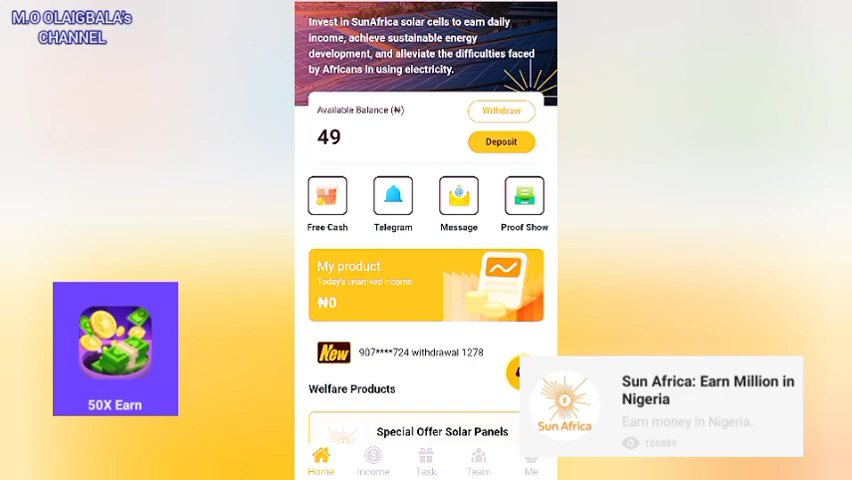 M.O OLAIGBALA's
CHANNEL
Invest in SunAfrica solar cells to earn daily
income, achieve sustainable energy
development, and alleviate the difficulties faced
by Africans in using electricity.
Available Balance (₦)
Withdraw
49
Deposit
Free Cash
Telegram
Message
Proof Show
My product
Today's unarrived income
₦0
New
907****724 withdrawal 1278
Welfare Products
Special Offer Solar Panels
Home
Income
Task
Team
Me
50X Earn
Sun Africa
Sun Africa: Earn Million in
Nigeria
Earn money in Nigeria.
106889